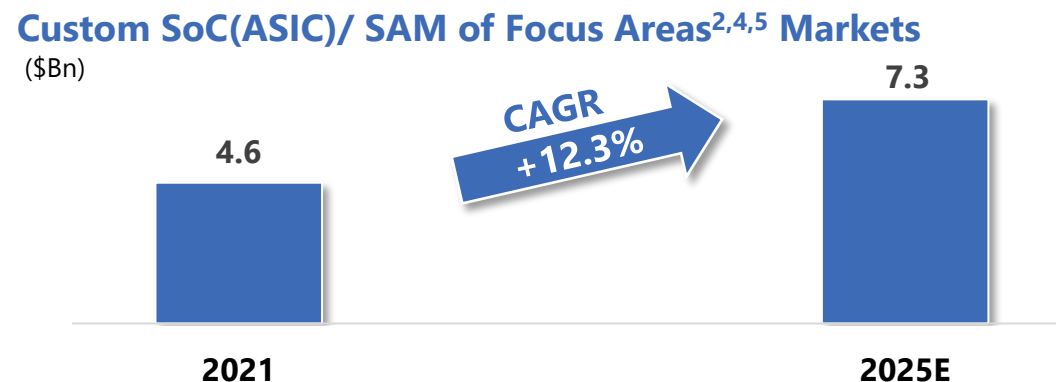 Custom SoC(ASIC)/ SAM of Focus Areas2,4,5 Markets
($Bn)
7.3
CAGR
+12.3%
4.6
2021
2025E